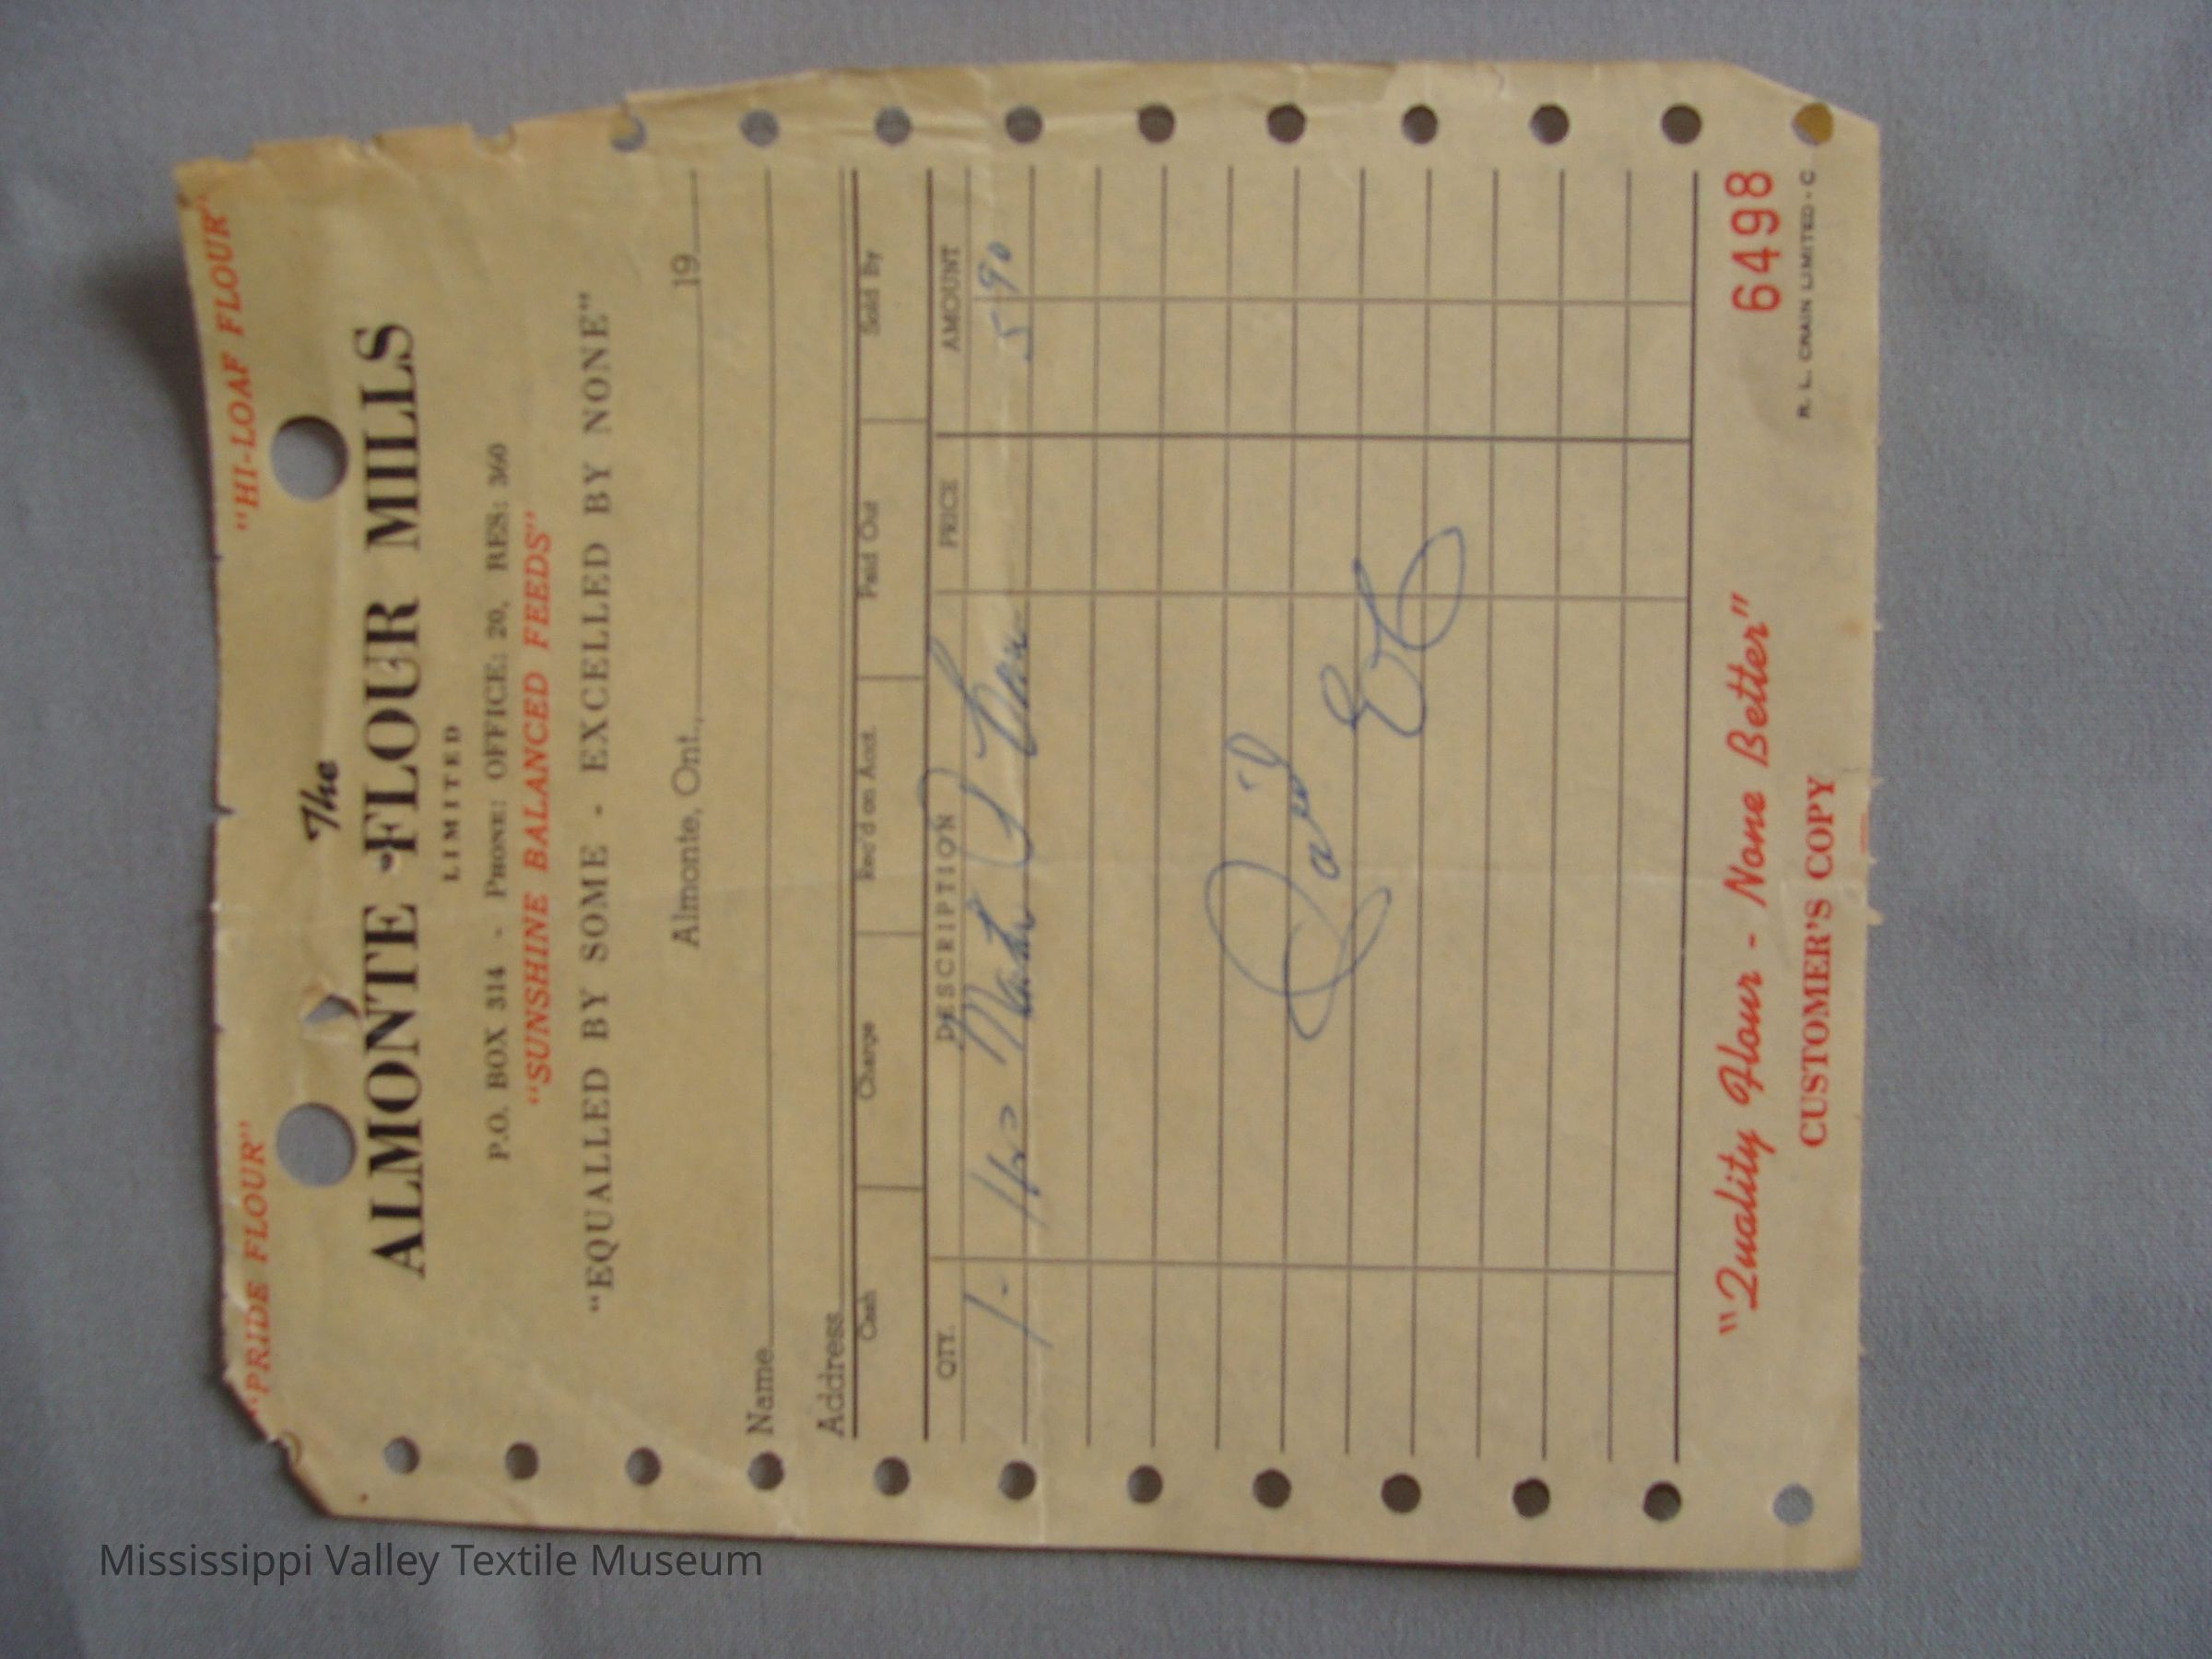 "PRIDE FLOUR" "HI-LOAF FLOUR"
The
ALMONTE FLOUR MILLS
LIMITED
P.O. BOX 314 - PHONE: OFFICE: 20, RES: 360
"SUNSHINE BALANCED FEEDS"
"EQUALLED BY SOME - EXCELLED BY NONE"
Almonte, Ont., 19
Name
Address
Cash Charge Rec'd on Acct. Paid Out Sold By
QTY. DESCRIPTION PRICE AMOUNT
1- 5 90
Paid
"Quality Flour - None Better" 6498
CUSTOMER'S COPY R. L. CRAIN LIMITED · C
Mississippi Valley Textile Museum